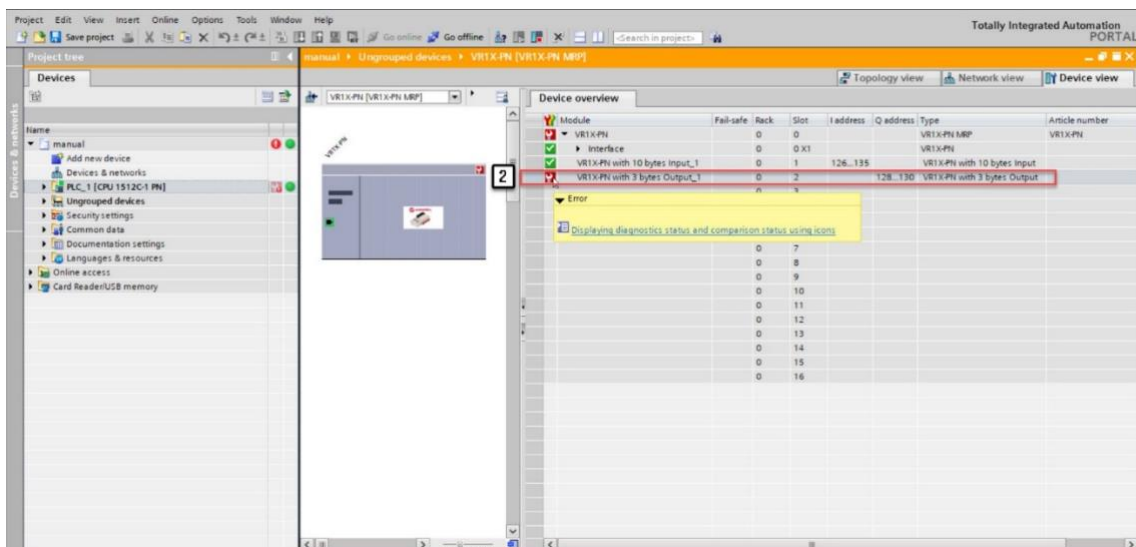 Project Edit View Insert Online Options Tools Window Help
Totally Integrated Automation
PORTAL
Save project Go online Go offline <Search in project>
Project tree
manual Ungrouped devices VR1X-PN [VR1X-PN MRP]
Devices
Topology view Network view Device view
VR1X-PN [VR1X-PN MRP]
Device overview
Devices & networks
Name
manual
Add new device
Devices & networks
PLC_1 [CPU 1512C-1 PN]
Ungrouped devices
Security settings
Common data
Documentation settings
Languages & resources
Online access
Card Reader/USB memory
VR1X-PN
2
Module Fail-safe Rack Slot I address Q address Type Article number
VR1X-PN 0 0 VR1X-PN MRP VR1X-PN
Interface 0 0 X1 VR1X-PN
VR1X-PN with 10 bytes Input_1 0 1 126...135 VR1X-PN with 10 bytes Input
VR1X-PN with 3 bytes Output_1 0 2 128...130 VR1X-PN with 3 bytes Output
0 3
Error
Displaying diagnostics status and comparison status using icons
0 7
0 8
0 9
0 10
0 11
0 12
0 13
0 14
0 15
0 16